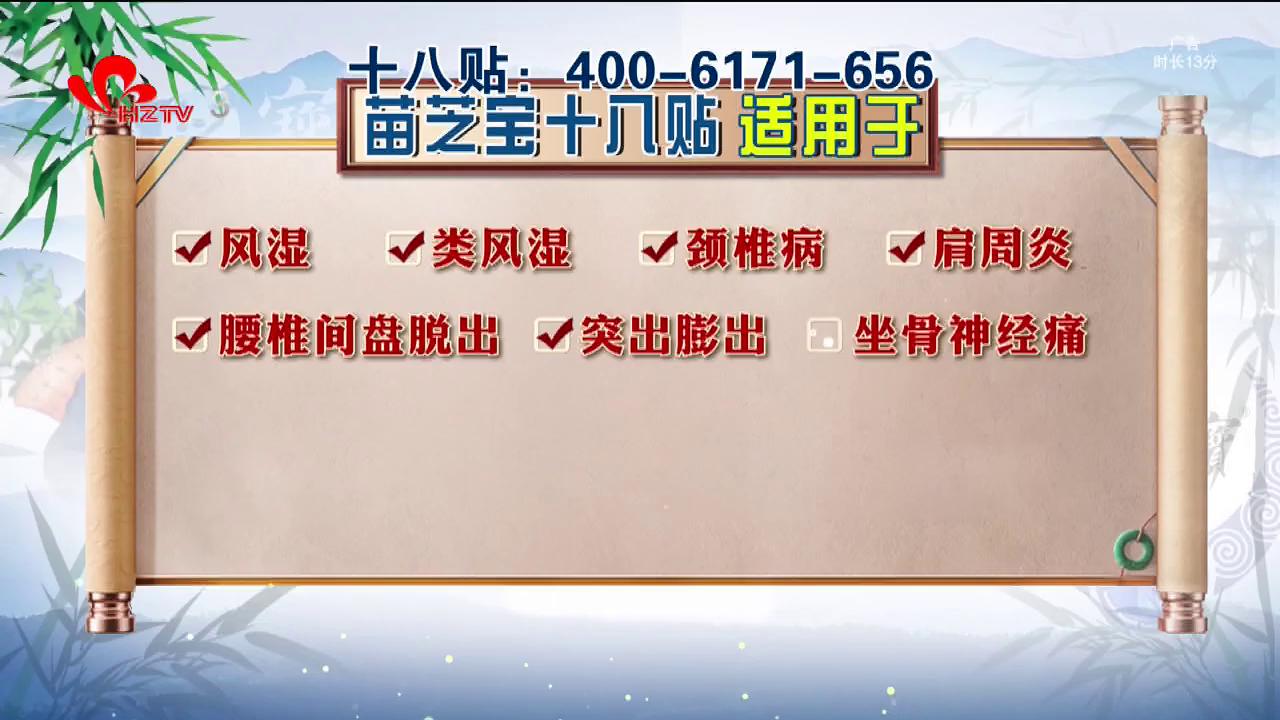 广告
时长13分
十八贴：400-6171-656
HZTV 3
苗芝宝十八贴 适用于
风湿 类风湿 颈椎病 肩周炎
腰椎间盘脱出 突出膨出 坐骨神经痛
寶